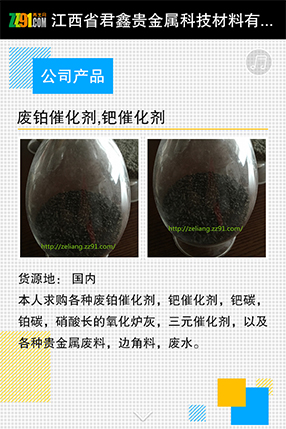 ZZ91.COM 江西省君鑫贵金属科技材料有...
公司产品
废铂催化剂,钯催化剂
http://zeliang.zz91.com/
http://zeliang.zz91.com/
货源地： 国内
本人求购各种废铂催化剂，钯催化剂，钯碳，
铂碳，硝酸长的氧化炉灰，三元催化剂，以及
各种贵金属废料，边角料，废水。